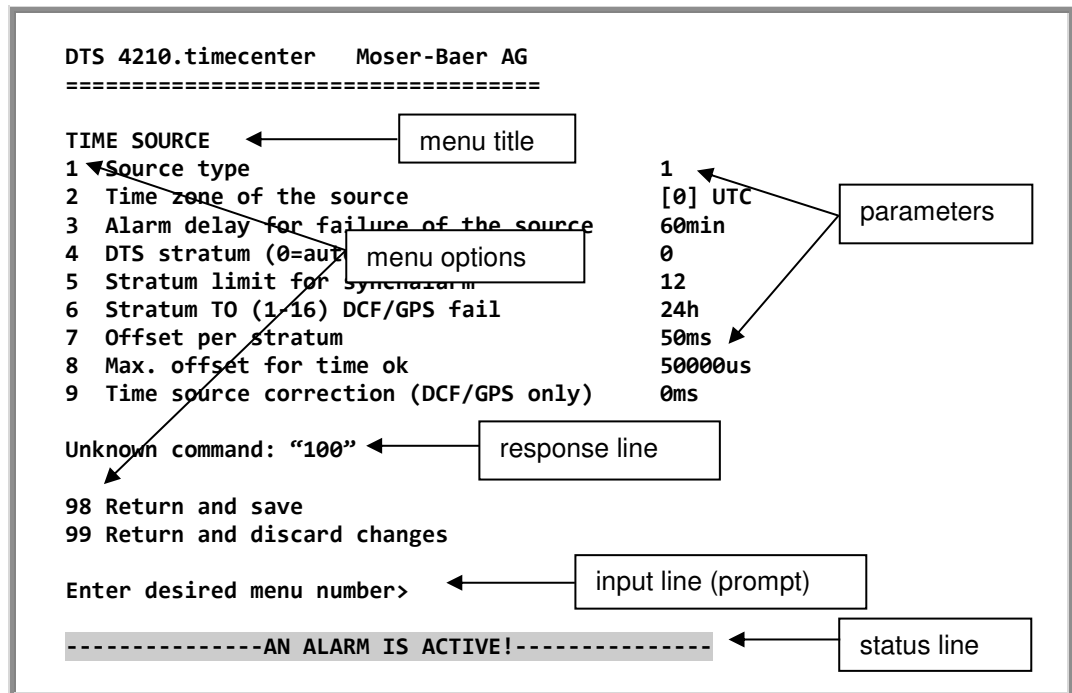 DTS 4210.timecenter Moser-Baer AG
====================================
TIME SOURCE
menu title
1 Source type 1
2 Time zone of the source [0] UTC
parameters
3 Alarm delay for failure of the source 60min
4 DTS stratum (0=aut 0
menu options
5 Stratum limit for synchalarm 12
6 Stratum TO (1-16) DCF/GPS fail 24h
7 Offset per stratum 50ms
8 Max. offset for time ok 50000us
9 Time source correction (DCF/GPS only) 0ms
Unknown command: “100”
response line
98 Return and save
99 Return and discard changes
Enter desired menu number>
input line (prompt)
---------------AN ALARM IS ACTIVE!---------------
status line